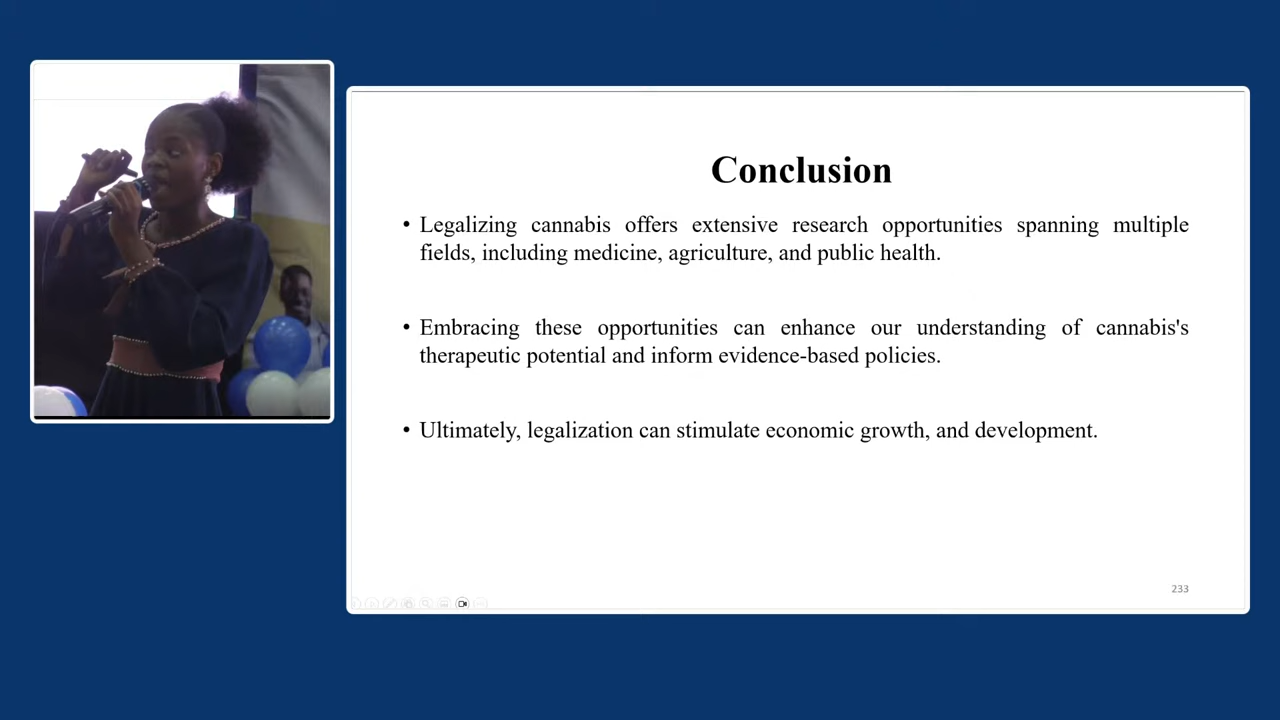 Conclusion
• Legalizing cannabis offers extensive research opportunities spanning multiple
fields, including medicine, agriculture, and public health.
• Embracing these opportunities can enhance our understanding of cannabis's
therapeutic potential and inform evidence-based policies.
• Ultimately, legalization can stimulate economic growth, and development.
233